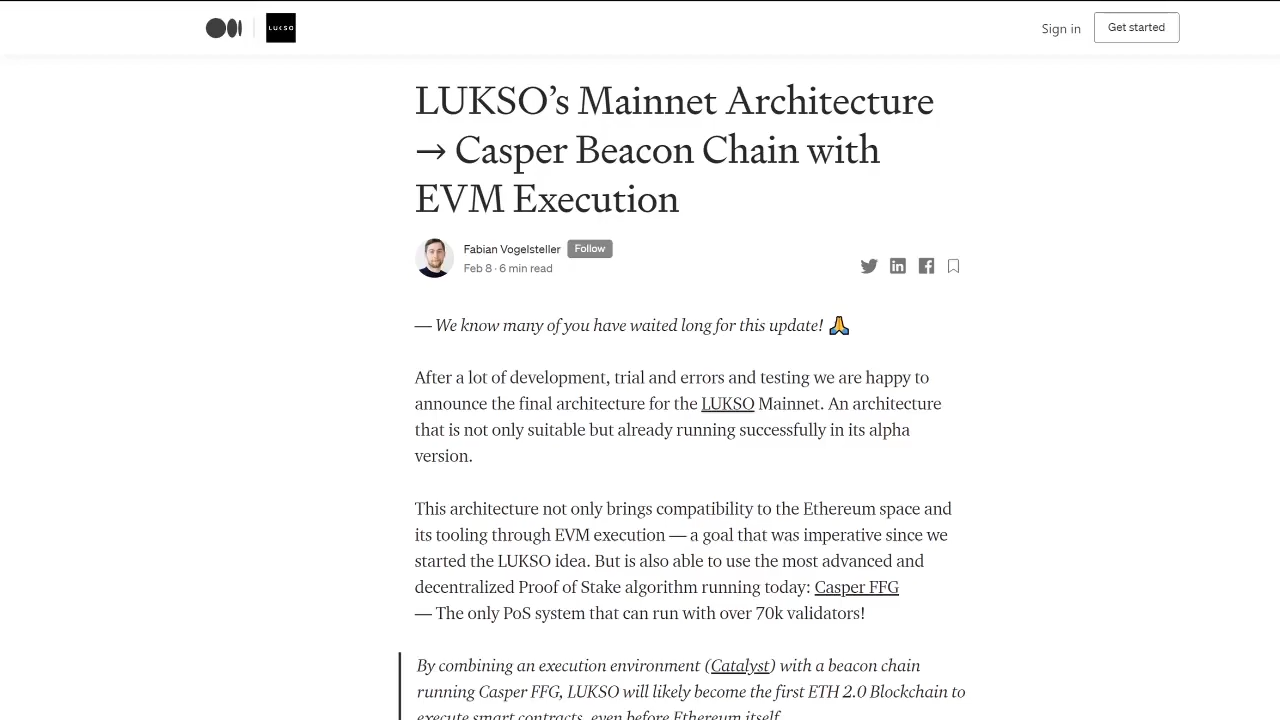 LUKSO
Sign in
Get started
LUKSO’s Mainnet Architecture
→ Casper Beacon Chain with
EVM Execution
Fabian Vogelsteller
Follow
Feb 8 · 6 min read
— We know many of you have waited long for this update! 🙏
After a lot of development, trial and errors and testing we are happy to
announce the final architecture for the LUKSO Mainnet. An architecture
that is not only suitable but already running successfully in its alpha
version.
This architecture not only brings compatibility to the Ethereum space and
its tooling through EVM execution — a goal that was imperative since we
started the LUKSO idea. But is also able to use the most advanced and
decentralized Proof of Stake algorithm running today: Casper FFG
— The only PoS system that can run with over 70k validators!
By combining an execution environment (Catalyst) with a beacon chain
running Casper FFG, LUKSO will likely become the first ETH 2.0 Blockchain to
execute smart contracts, even before Ethereum itself.